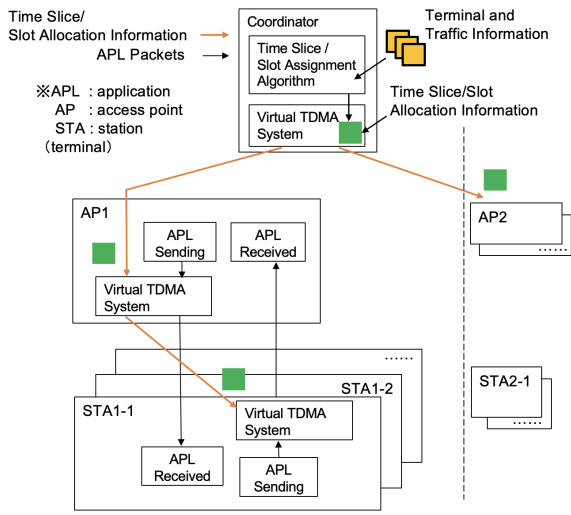 Time Slice/
Slot Allocation Information
APL Packets
※APL : application
AP : access point
STA : station
(terminal)
Coordinator
Time Slice /
Slot Assignment
Algorithm
Virtual TDMA
System
Terminal and
Traffic Information
Time Slice/Slot
Allocation Information
AP1
APL
Sending
APL
Received
Virtual TDMA
System
AP2
......
......
STA1-2
STA1-1
Virtual TDMA
System
APL
Received
APL
Sending
STA2-1
......